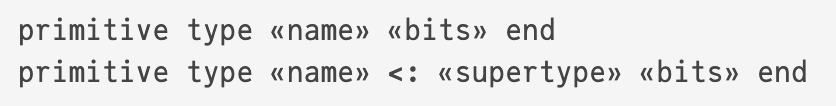 primitive type «name» «bits» end
primitive type «name» <: «supertype» «bits» end